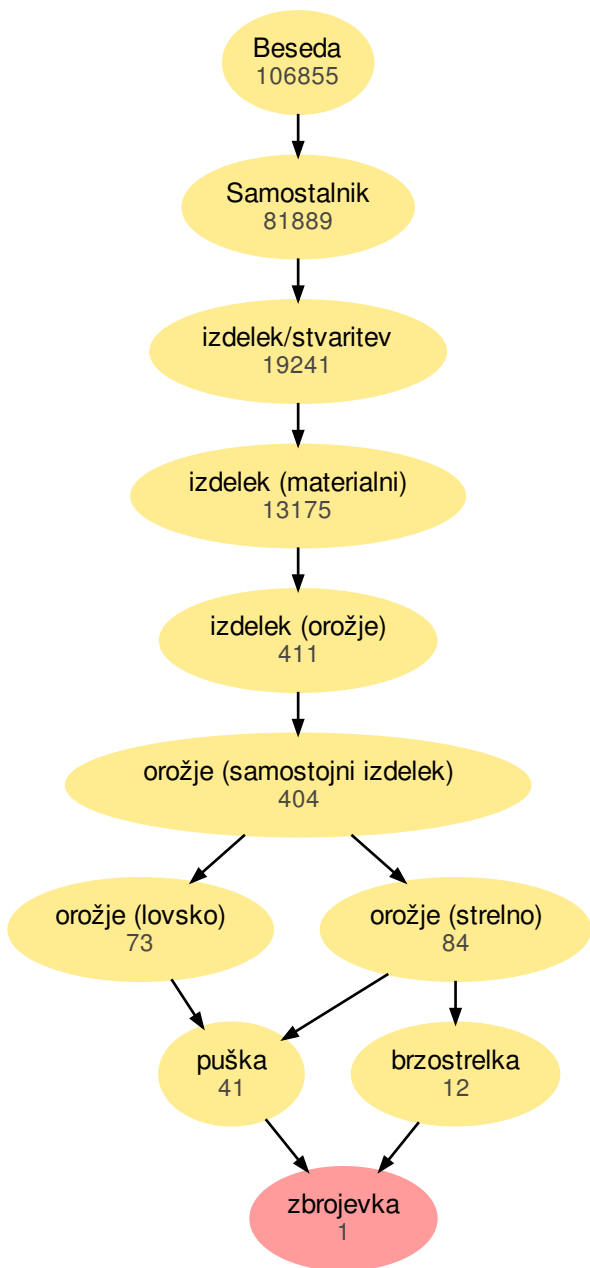 Beseda
106855
Samostalnik
81889
izdelek/stvaritev
19241
izdelek (materialni)
13175
izdelek (orožje)
411
orožje (samostojni izdelek)
404
orožje (lovsko)
73
orožje (strelno)
84
puška
41
brzostrelka
12
zbrojevka
1